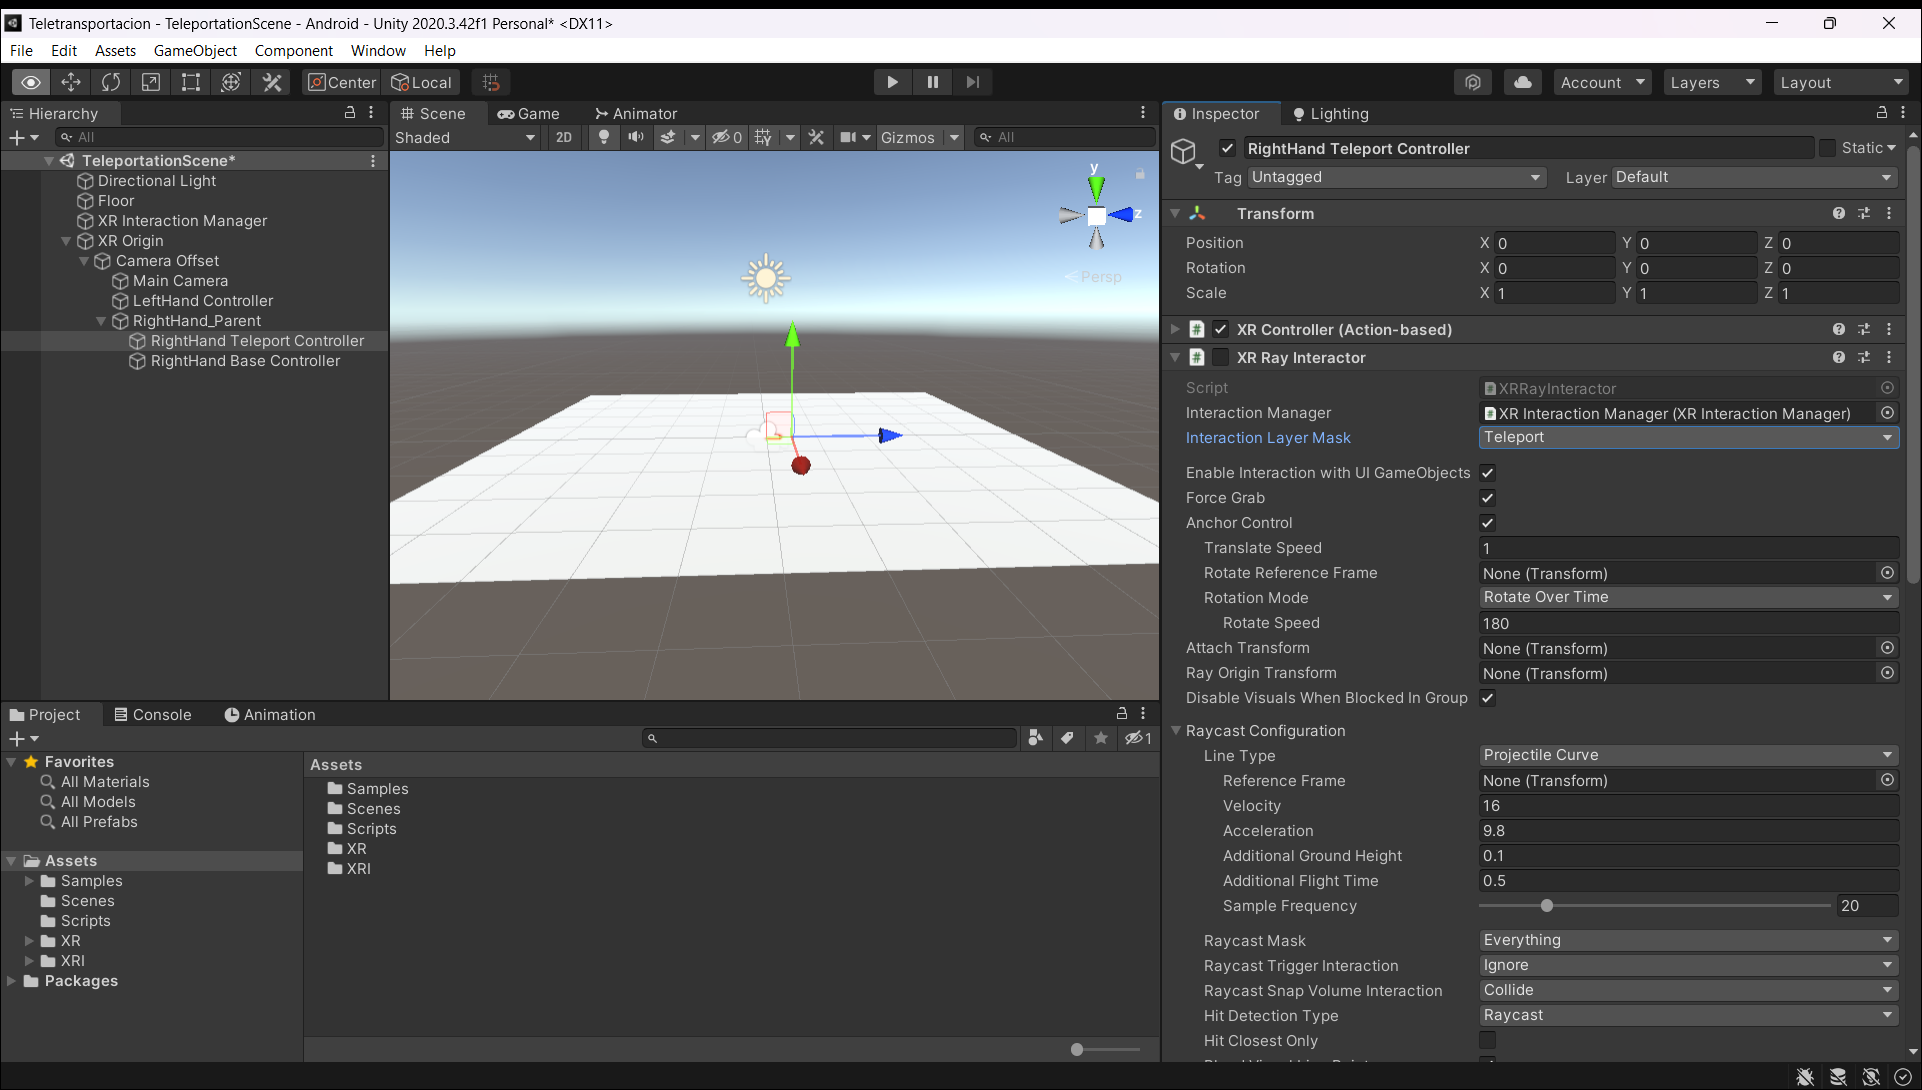 Teletransportacion - TeleportationScene - Android - Unity 2020.3.42f1 Personal* <DX11>
File Edit Assets GameObject Component Window Help
Center Local Account Layers Layout
Hierarchy
All
TeleportationScene*
Directional Light
Floor
XR Interaction Manager
XR Origin
Camera Offset
Main Camera
LeftHand Controller
RightHand_Parent
RightHand Teleport Controller
RightHand Base Controller
Scene Game Animator
Shaded 2D 0 Gizmos All
y
z
Persp
Inspector Lighting
RightHand Teleport Controller Static
Tag Untagged Layer Default
Transform
Position X 0 Y 0 Z 0
Rotation X 0 Y 0 Z 0
Scale X 1 Y 1 Z 1
# XR Controller (Action-based)
# XR Ray Interactor
Script XRRayInteractor
Interaction Manager XR Interaction Manager (XR Interaction Manager)
Interaction Layer Mask Teleport
Enable Interaction with UI GameObjects
Force Grab
Anchor Control
Translate Speed 1
Rotate Reference Frame None (Transform)
Rotation Mode Rotate Over Time
Rotate Speed 180
Attach Transform None (Transform)
Ray Origin Transform None (Transform)
Disable Visuals When Blocked In Group
Raycast Configuration
Line Type Projectile Curve
Reference Frame None (Transform)
Velocity 16
Acceleration 9.8
Additional Ground Height 0.1
Additional Flight Time 0.5
Sample Frequency 20
Raycast Mask Everything
Raycast Trigger Interaction Ignore
Raycast Snap Volume Interaction Collide
Hit Detection Type Raycast
Hit Closest Only
Project Console Animation
1
Favorites
All Materials
All Models
All Prefabs
Assets
Samples
Scenes
Scripts
XR
XRI
Packages
Assets
Samples
Scenes
Scripts
XR
XRI